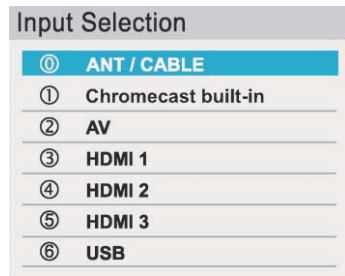 Input Selection
⓪ ANT / CABLE
① Chromecast built-in
② AV
③ HDMI 1
④ HDMI 2
⑤ HDMI 3
⑥ USB